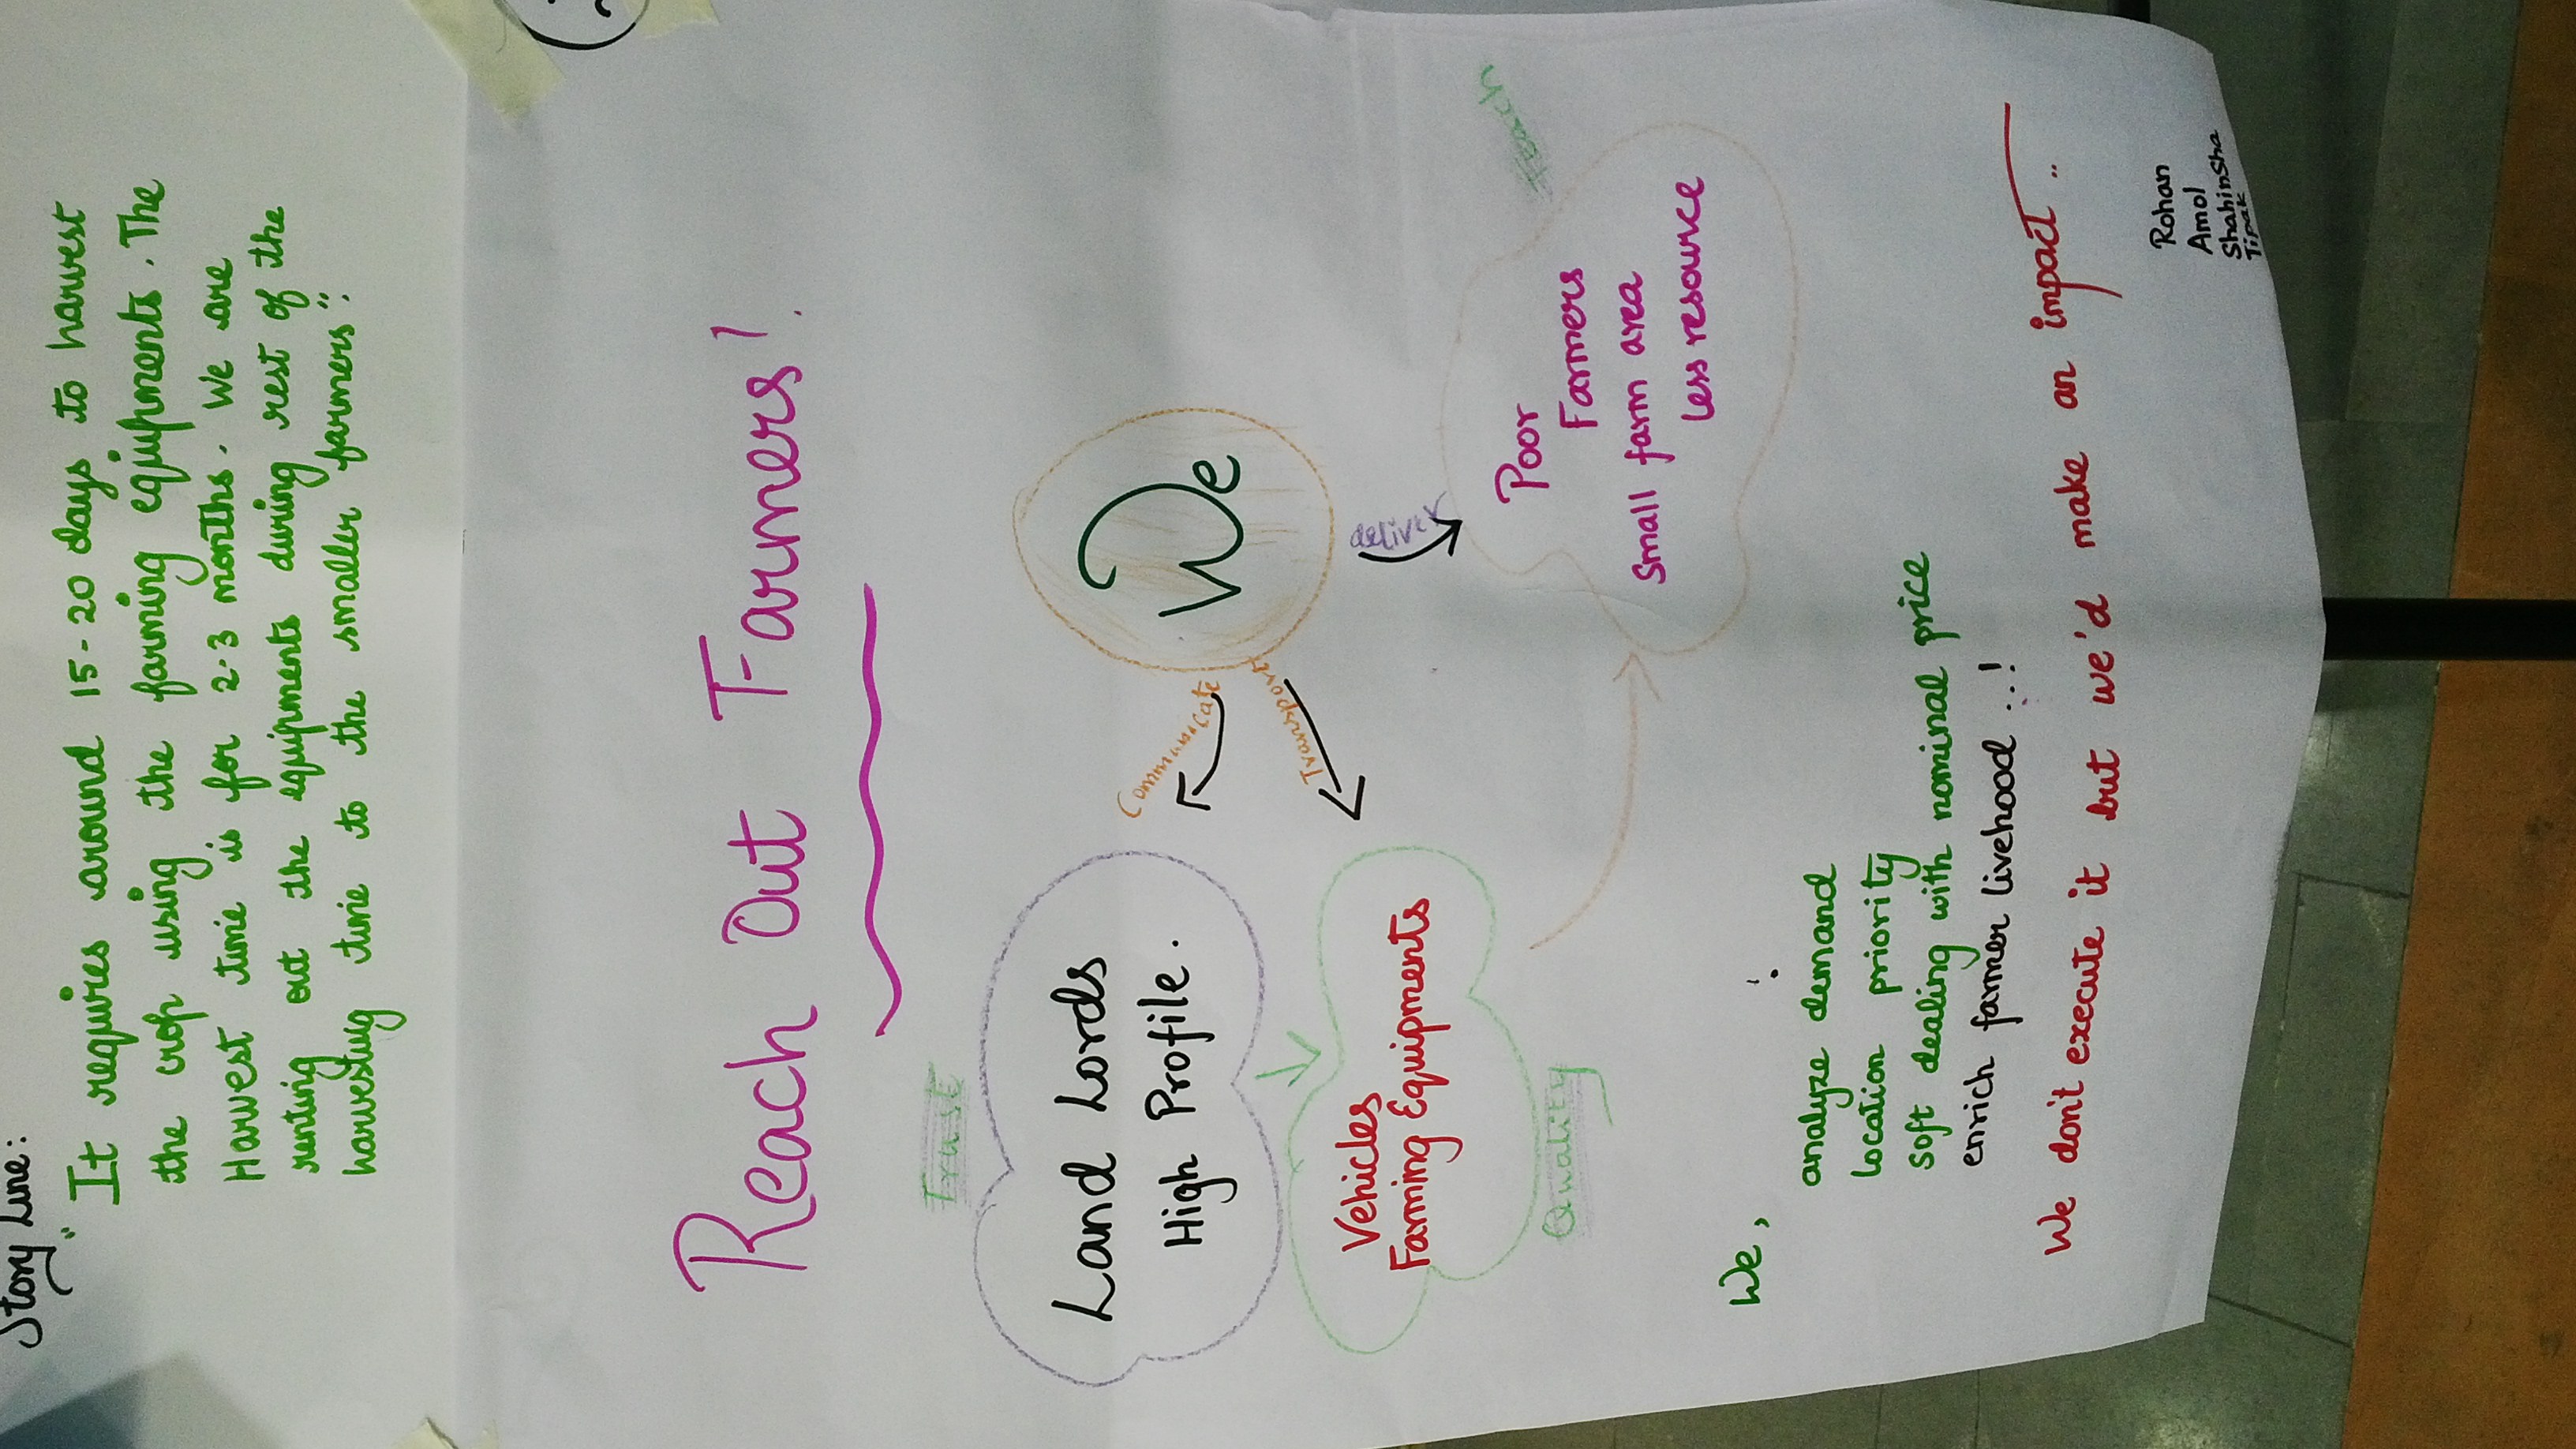 Story Line:
"It requires around 15-20 days to harvest
the crop using the farming equipments. The
Harvest time is for 2-3 months. We are
renting out the equipments during rest of the
harvesting time to the smaller farmers".
Reach Out Farmers!
Trust
Land Lords
High Profile.
Communicate
We
Transport
Vehicles
Farming Equipments
Quality
deliver
Poor
Farmers
Small farm area
less resource
Teach
We,
analyze demand
location priority
soft dealing with nominal price
enrich farmer livehood ..!
We don't execute it but we'd make an impact ..
Rohan
Amol
ShahinSha
Tipak